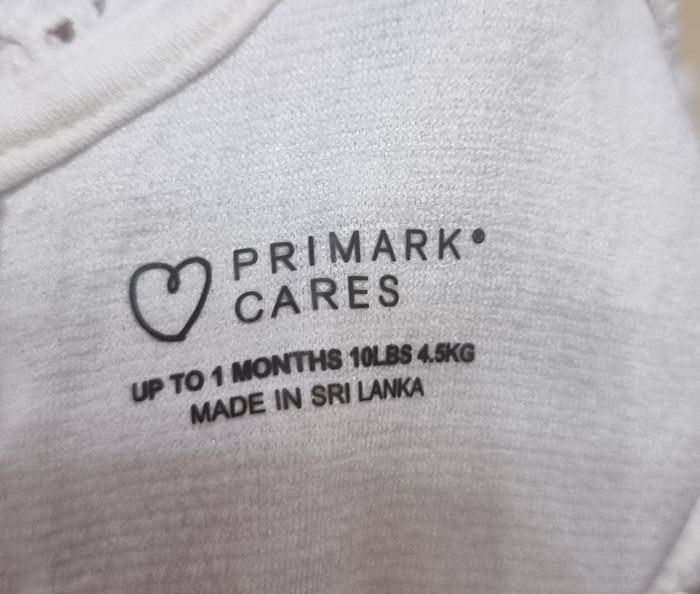 PRIMARK®
CARES
UP TO 1 MONTHS 10LBS 4.5KG
MADE IN SRI LANKA